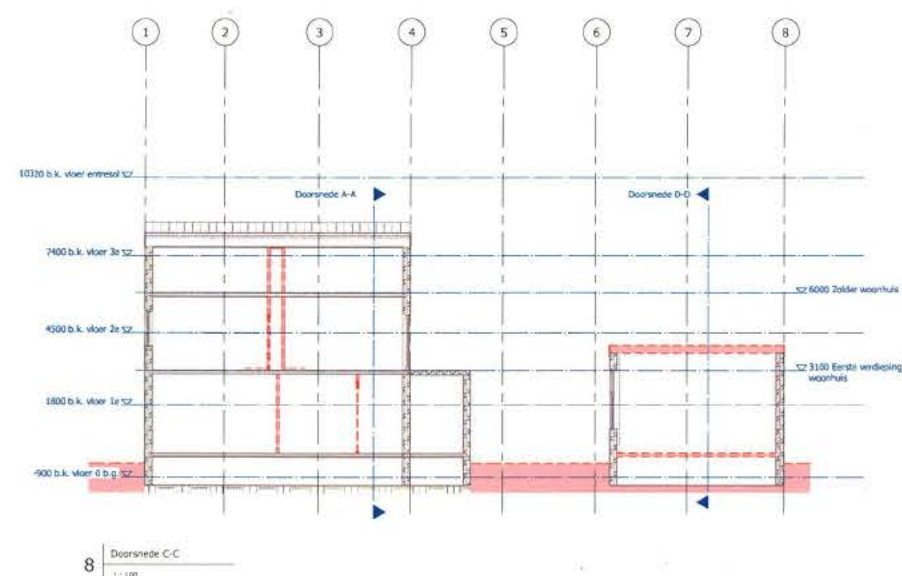 1 2 3 4 5 6 7 8
10320 b.k. vloer entresol
Doorsnede A-A
Doorsnede D-D
7400 b.k. vloer 3e
6000 Zolder woonhuis
4500 b.k. vloer 2e
3100 Eerste verdieping
woonhuis
1800 b.k. vloer 1e
-900 b.k. vloer 0 b.g.
8
Doorsnede C-C
1 : 100